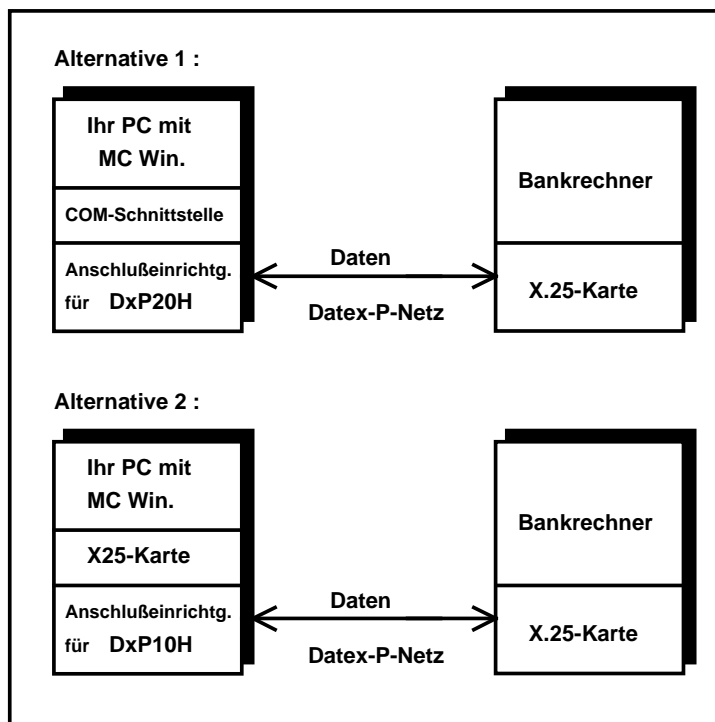 Alternative 1 :
Ihr PC mit
MC Win.
COM-Schnittstelle
Anschlußeinrichtg.
für DxP20H
Daten
Datex-P-Netz
Bankrechner
X.25-Karte
Alternative 2 :
Ihr PC mit
MC Win.
X25-Karte
Anschlußeinrichtg.
für DxP10H
Daten
Datex-P-Netz
Bankrechner
X.25-Karte